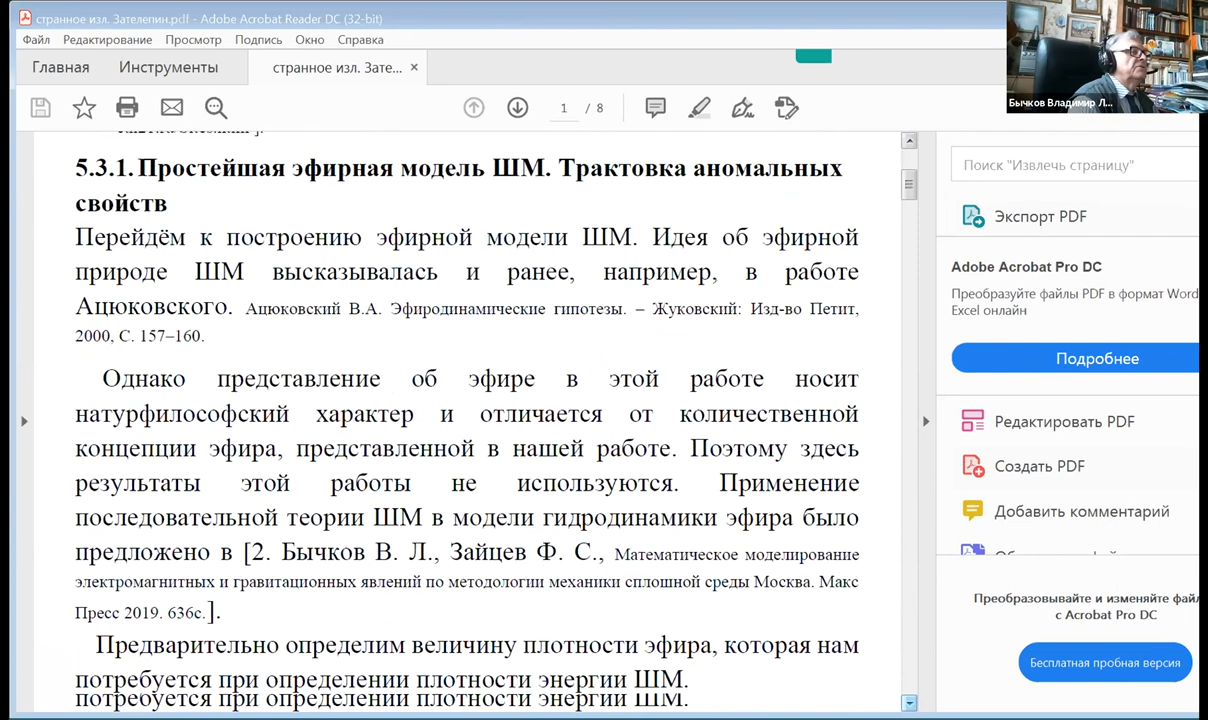 странное изл. Зателепин.pdf - Adobe Acrobat Reader DC (32-bit)
Файл Редактирование Просмотр Подпись Окно Справка
Главная Инструменты странное изл. Зате... ×
1 / 8
Бычков Владимир Л...
5.3.1. Простейшая эфирная модель ШМ. Трактовка аномальных
свойств
Перейдём к построению эфирной модели ШМ. Идея об эфирной
природе ШМ высказывалась и ранее, например, в работе
Ацюковского. Ацюковский В.А. Эфиродинамические гипотезы. – Жуковский: Изд-во Петит,
2000, С. 157–160.
Однако представление об эфире в этой работе носит
натурфилософский характер и отличается от количественной
концепции эфира, представленной в нашей работе. Поэтому здесь
результаты этой работы не используются. Применение
последовательной теории ШМ в модели гидродинамики эфира было
предложено в [2. Бычков В. Л., Зайцев Ф. С., Математическое моделирование
электромагнитных и гравитационных явлений по методологии механики сплошной среды Москва. Макс
Пресс 2019. 636с.].
Предварительно определим величину плотности эфира, которая нам
потребуется при определении плотности энергии ШМ.
потребуется при определении плотности энергии ШМ.
Поиск "Извлечь страницу"
Экспорт PDF
Adobe Acrobat Pro DC
Преобразуйте файлы PDF в формат Word
Excel онлайн
Подробнее
Редактировать PDF
Создать PDF
Добавить комментарий
Преобразовывайте и изменяйте фай
с Acrobat Pro DC
Бесплатная пробная версия